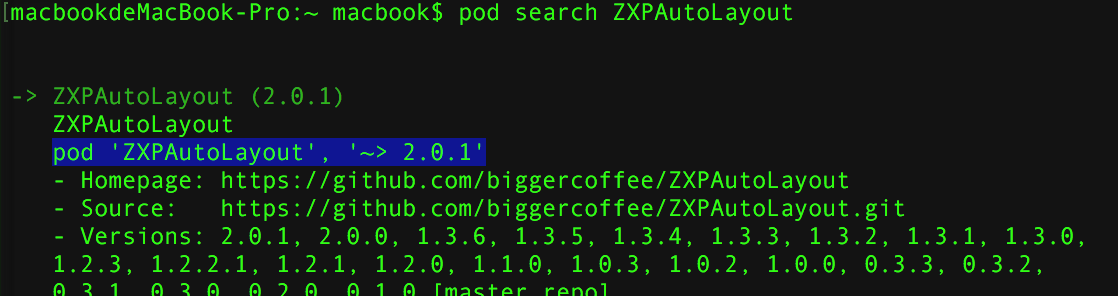 [macbookdeMacBook-Pro:~ macbook$ pod search ZXPAutoLayout
-> ZXPAutoLayout (2.0.1)
ZXPAutoLayout
pod 'ZXPAutoLayout', '~> 2.0.1'
- Homepage: https://github.com/biggercoffee/ZXPAutoLayout
- Source:   https://github.com/biggercoffee/ZXPAutoLayout.git
- Versions: 2.0.1, 2.0.0, 1.3.6, 1.3.5, 1.3.4, 1.3.3, 1.3.2, 1.3.1, 1.3.0,
1.2.3, 1.2.2.1, 1.2.1, 1.2.0, 1.1.0, 1.0.3, 1.0.2, 1.0.0, 0.3.3, 0.3.2,
0.3.1, 0.3.0, 0.2.0, 0.1.0 [master repo]